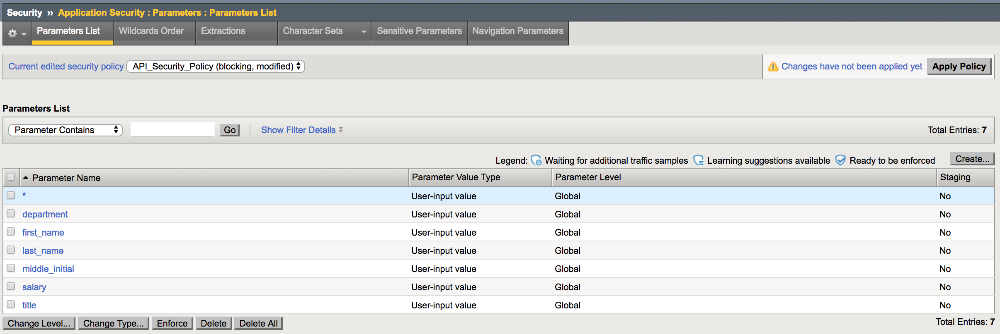 Security » Application Security : Parameters : Parameters List
Parameters List Wildcards Order Extractions Character Sets Sensitive Parameters Navigation Parameters
Current edited security policy API_Security_Policy (blocking, modified) Changes have not been applied yet Apply Policy
Parameters List
Parameter Contains Go Show Filter Details Total Entries: 7
Legend: Waiting for additional traffic samples Learning suggestions available Ready to be enforced Create...
Parameter Name Parameter Value Type Parameter Level Staging
* User-input value Global No
department User-input value Global No
first_name User-input value Global No
last_name User-input value Global No
middle_initial User-input value Global No
salary User-input value Global No
title User-input value Global No
Change Level... Change Type... Enforce Delete Delete All Total Entries: 7